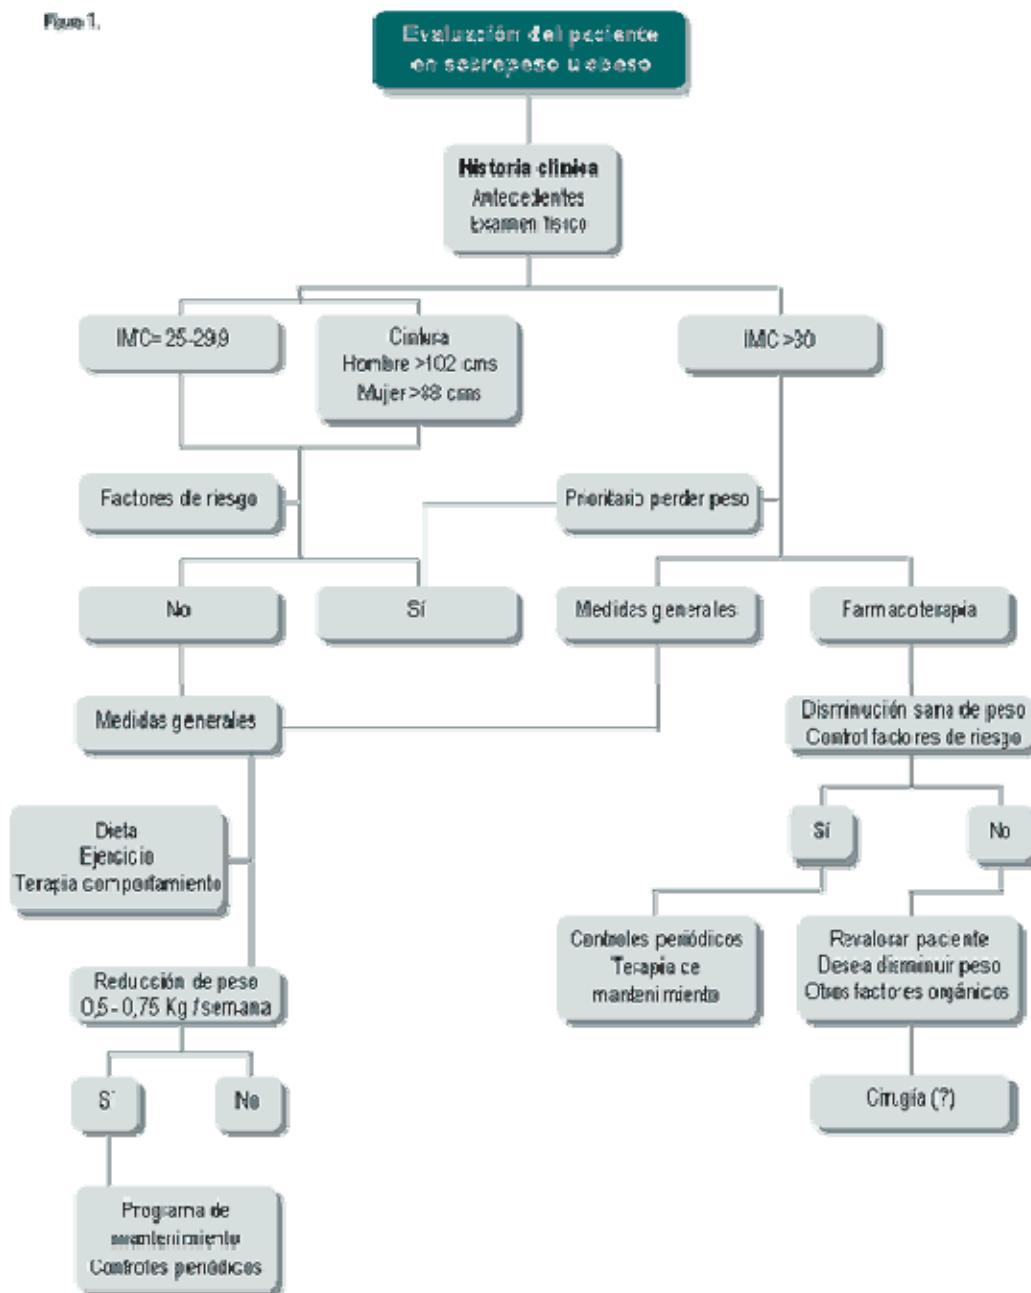 Figura 1.
Evaluación del paciente
en sobrepeso u obeso
Historia clínica
Antecedentes
Examen físico
IMC= 25-29,9
Cintura
Hombre >102 cms
Mujer >88 cms
IMC >30
Factores de riesgo
Prioritario perder peso
No
Sí
Medidas generales
Farmacoterapia
Medidas generales
Disminución sana de peso
Control factores de riesgo
Dieta
Ejercicio
Terapia comportamiento
Sí
No
Controles periódicos
Terapia de
mantenimiento
Revalorar paciente
Desea disminuir peso
Otros factores orgánicos
Reducción de peso
0,5 - 0,75 Kg / semana
Sí
No
Cirugía (?)
Programa de
mantenimiento
Controles periódicos